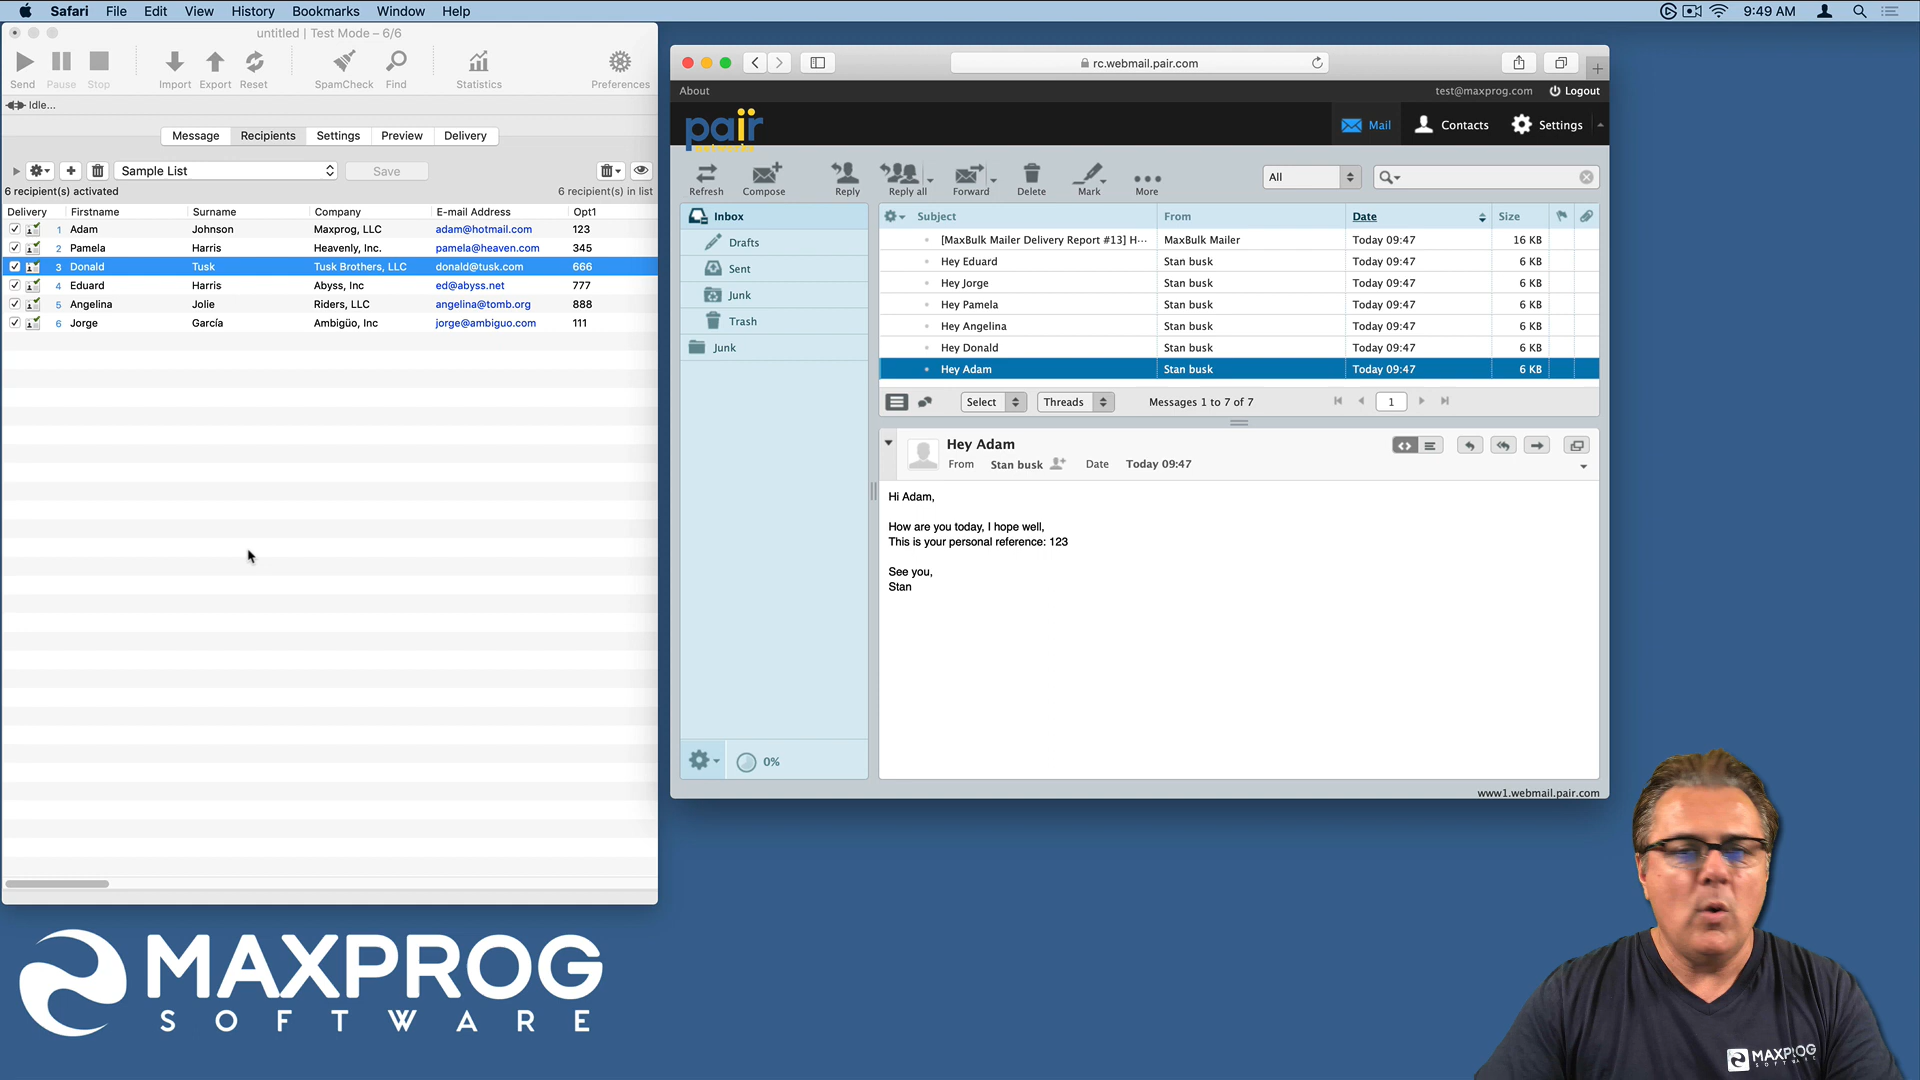 Safari File Edit View History Bookmarks Window Help
9:49 AM
untitled | Test Mode – 6/6
Send Pause Stop Import Export Reset SpamCheck Find Statistics Preferences
Idle...
Message Recipients Settings Preview Delivery
Sample List
Save
6 recipient(s) activated
6 recipient(s) in list
Delivery Firstname Surname Company E-mail Address Opt1
1 Adam Johnson Maxprog, LLC adam@hotmail.com 123
2 Pamela Harris Heavenly, Inc. pamela@heaven.com 345
3 Donald Tusk Tusk Brothers, LLC donald@tusk.com 666
4 Eduard Harris Abyss, Inc ed@abyss.net 777
5 Angelina Jolie Riders, LLC angelina@tomb.org 888
6 Jorge García Ambigüo, Inc jorge@ambiguo.com 111
rc.webmail.pair.com
About
test@maxprog.com Logout
pair
Mail Contacts Settings
Refresh Compose Reply Reply all Forward Delete Mark More
All
Inbox
Drafts
Sent
Junk
Trash
Junk
0%
Subject From Date Size
[MaxBulk Mailer Delivery Report #13] H··· MaxBulk Mailer Today 09:47 16 KB
Hey Eduard Stan busk Today 09:47 6 KB
Hey Jorge Stan busk Today 09:47 6 KB
Hey Pamela Stan busk Today 09:47 6 KB
Hey Angelina Stan busk Today 09:47 6 KB
Hey Donald Stan busk Today 09:47 6 KB
Hey Adam Stan busk Today 09:47 6 KB
Select Threads Messages 1 to 7 of 7 1
Hey Adam
From Stan busk Date Today 09:47
Hi Adam,
How are you today, I hope well,
This is your personal reference: 123
See you,
Stan
www1.webmail.pair.com
MAXPROG
SOFTWARE
MAXPROG
SOFTWARE